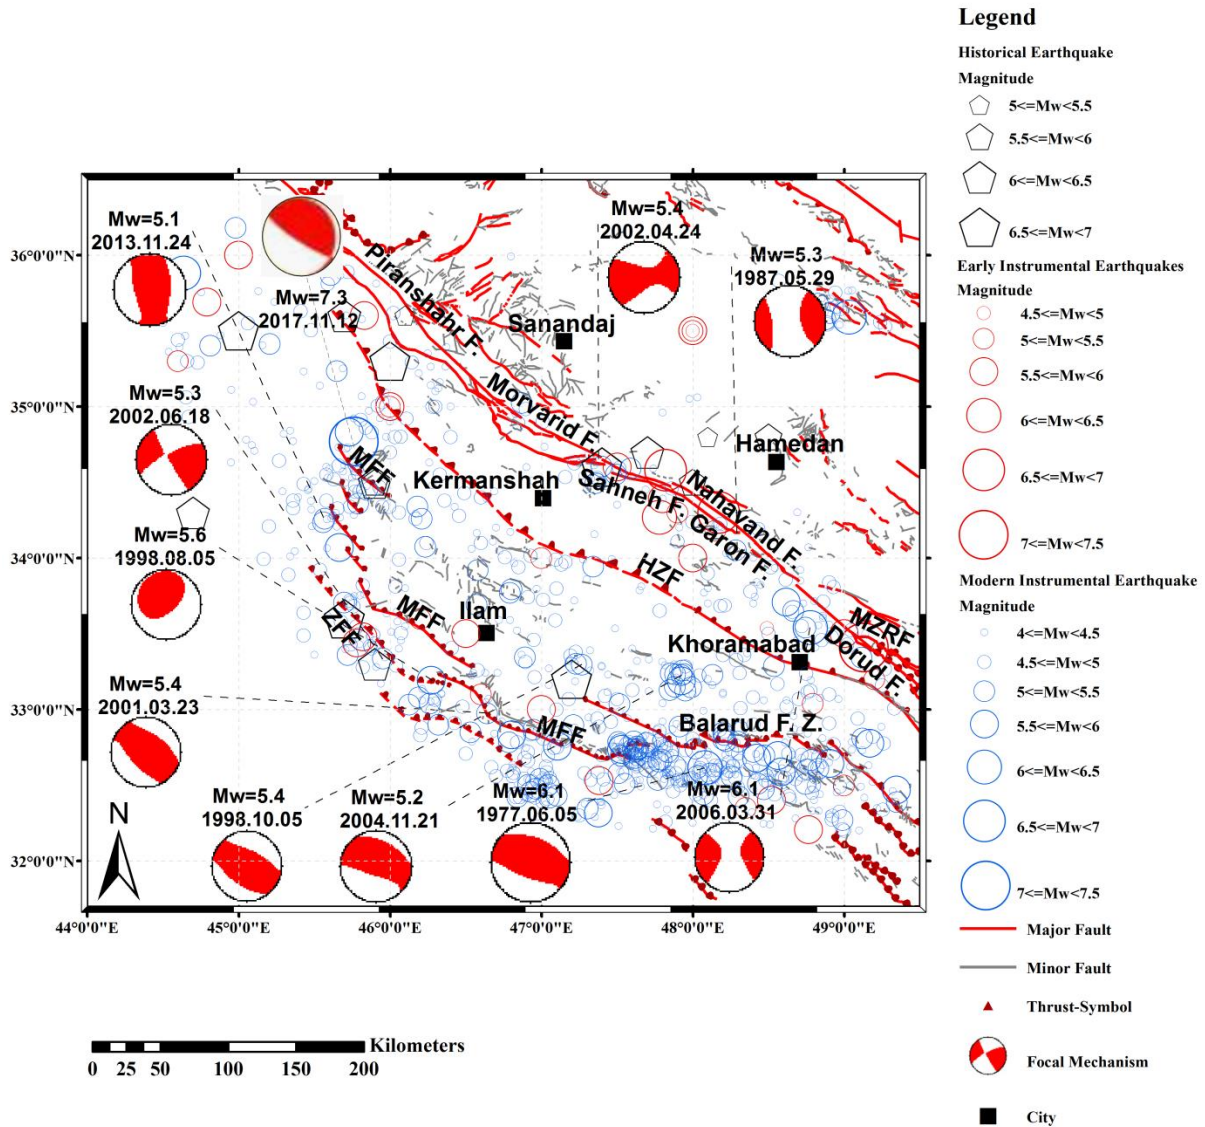 Legend
Historical Earthquake
Magnitude
5<=Mw<5.5
5.5<=Mw<6
6<=Mw<6.5
6.5<=Mw<7
Early Instrumental Earthquakes
Magnitude
4.5<=Mw<5
5<=Mw<5.5
5.5<=Mw<6
6<=Mw<6.5
6.5<=Mw<7
7<=Mw<7.5
Modern Instrumental Earthquake
Magnitude
4<=Mw<4.5
4.5<=Mw<5
5<=Mw<5.5
5.5<=Mw<6
6<=Mw<6.5
6.5<=Mw<7
7<=Mw<7.5
Major Fault
Minor Fault
Thrust-Symbol
Focal Mechanism
City
36°0'0"N
35°0'0"N
34°0'0"N
33°0'0"N
32°0'0"N
44°0'0"E
45°0'0"E
46°0'0"E
47°0'0"E
48°0'0"E
49°0'0"E
Mw=5.1
2013.11.24
Mw=7.3
2017.11.12
Mw=5.4
2002.04.24
Mw=5.3
1987.05.29
Mw=5.3
2002.06.18
Mw=5.6
1998.08.05
Mw=5.4
2001.03.23
Mw=5.4
1998.10.05
Mw=5.2
2004.11.21
Mw=6.1
1977.06.05
Mw=6.1
2006.03.31
Piranshahr F.
Sanandaj
Morvarid F.
Hamedan
MFF
Kermanshah
Sahneh F.
Nahavand F.
Garon F.
HZF
MFF
Ilam
ZFF
Khoramabad
MZRF
Dorud F.
MFF
Balarud F. Z.
N
Kilometers
0 25 50 100 150 200